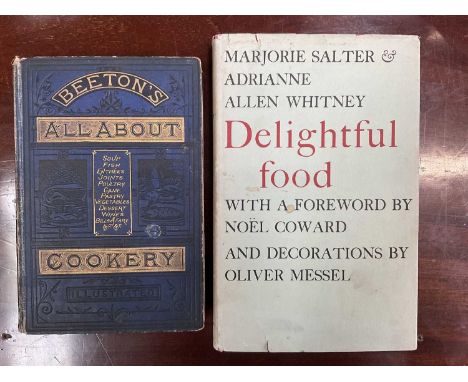 BEETON'S
ALL ABOUT
SOUP
FISH
ENTREES
JOINTS
POULTRY
GAME
PASTRY
VEGETABLES
DESSERT
WINES
BILLS of FARE
&c &c
COOKERY
ILLUSTRATED
MARJORIE SALTER &
ADRIANNE
ALLEN WHITNEY
Delightful
food
WITH A FOREWORD BY
NOËL COWARD
AND DECORATIONS BY
OLIVER MESSEL